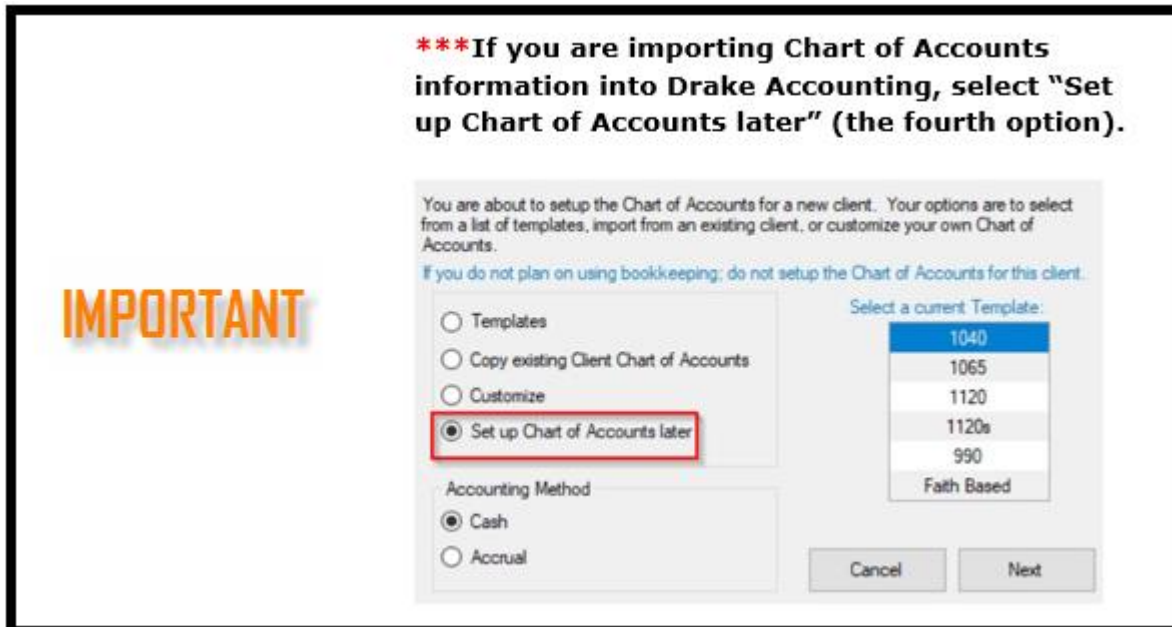 ***If you are importing Chart of Accounts
information into Drake Accounting, select “Set
up Chart of Accounts later” (the fourth option).
IMPORTANT
You are about to setup the Chart of Accounts for a new client. Your options are to select
from a list of templates, import from an existing client, or customize your own Chart of
Accounts.
If you do not plan on using bookkeeping; do not setup the Chart of Accounts for this client.
Templates
Copy existing Client Chart of Accounts
Customize
Set up Chart of Accounts later
Accounting Method
Cash
Accrual
Select a current Template:
1040
1065
1120
1120s
990
Faith Based
Cancel
Next